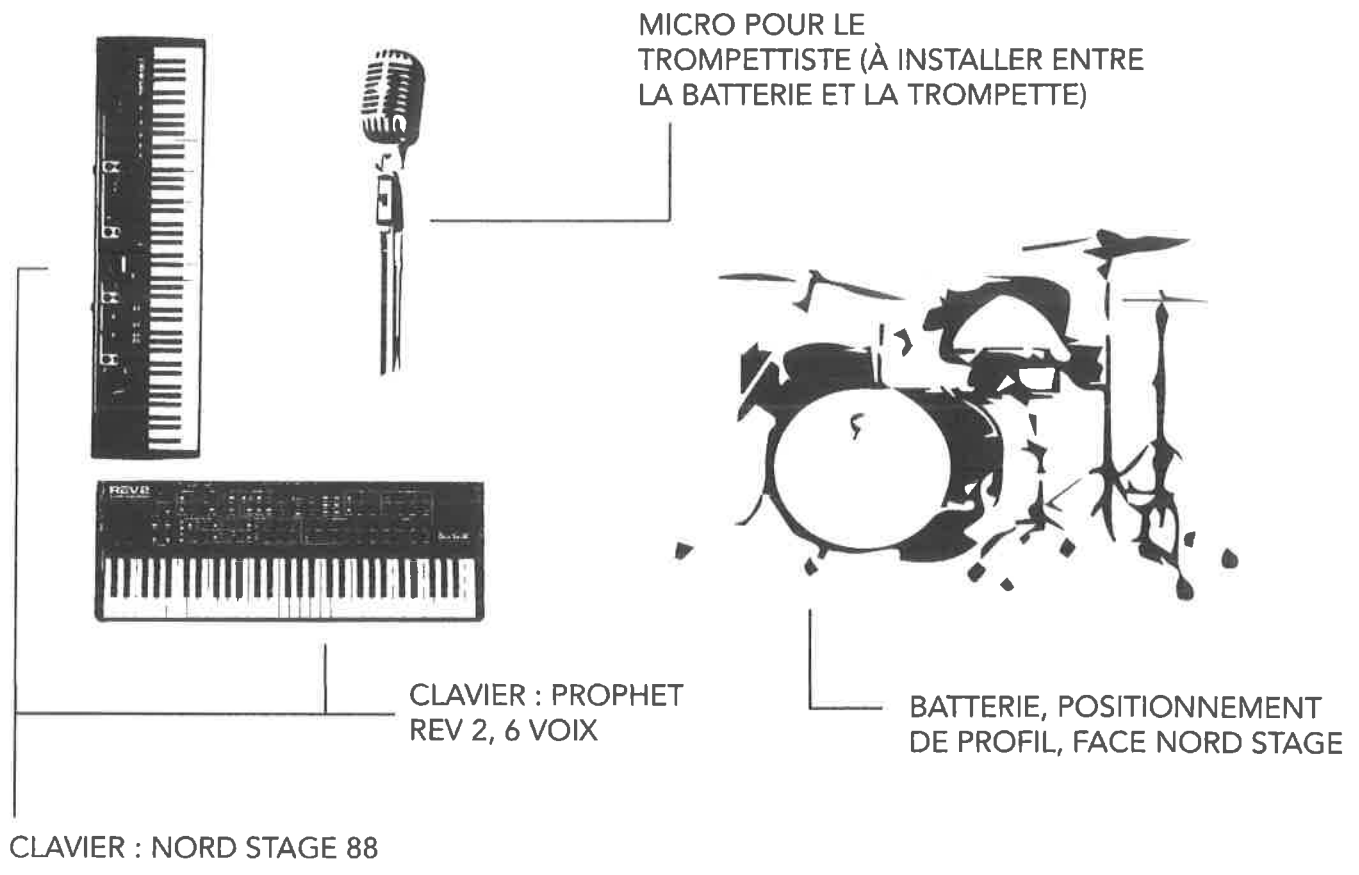 MICRO POUR LE
TROMPETTISTE (À INSTALLER ENTRE
LA BATTERIE ET LA TROMPETTE)
REV2
CLAVIER : PROPHET
REV 2, 6 VOIX
BATTERIE, POSITIONNEMENT
DE PROFIL, FACE NORD STAGE
CLAVIER : NORD STAGE 88